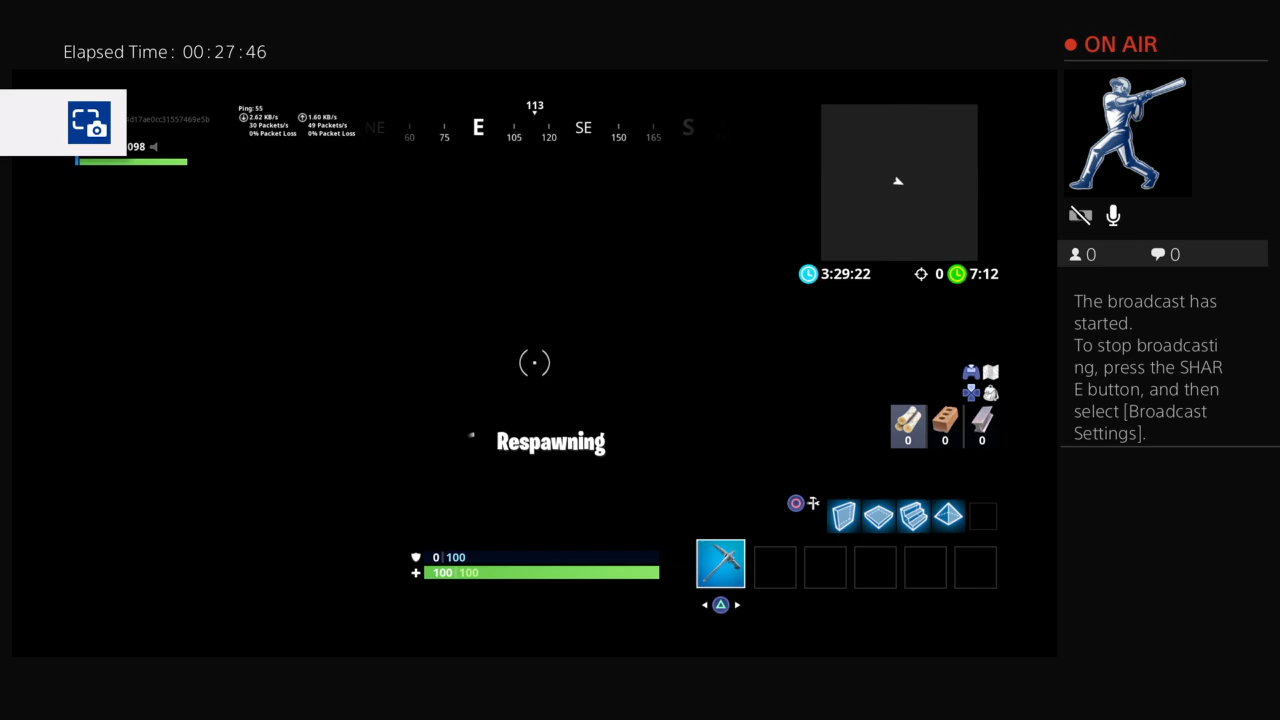 Elapsed Time: 00:27:46
ON AIR
4d17ae0cc31557469e5b
098
Ping: 55
2.62 KB/s 1.60 KB/s
30 Packets/s 49 Packets/s
0% Packet Loss 0% Packet Loss
113
NE 60 75 E 105 120 SE 150 165 S
3:29:22 0 7:12
0 0
The broadcast has
started.
To stop broadcasti
ng, press the SHAR
E button, and then
select [Broadcast
Settings].
0 0 0
Respawning
0 100
100 100